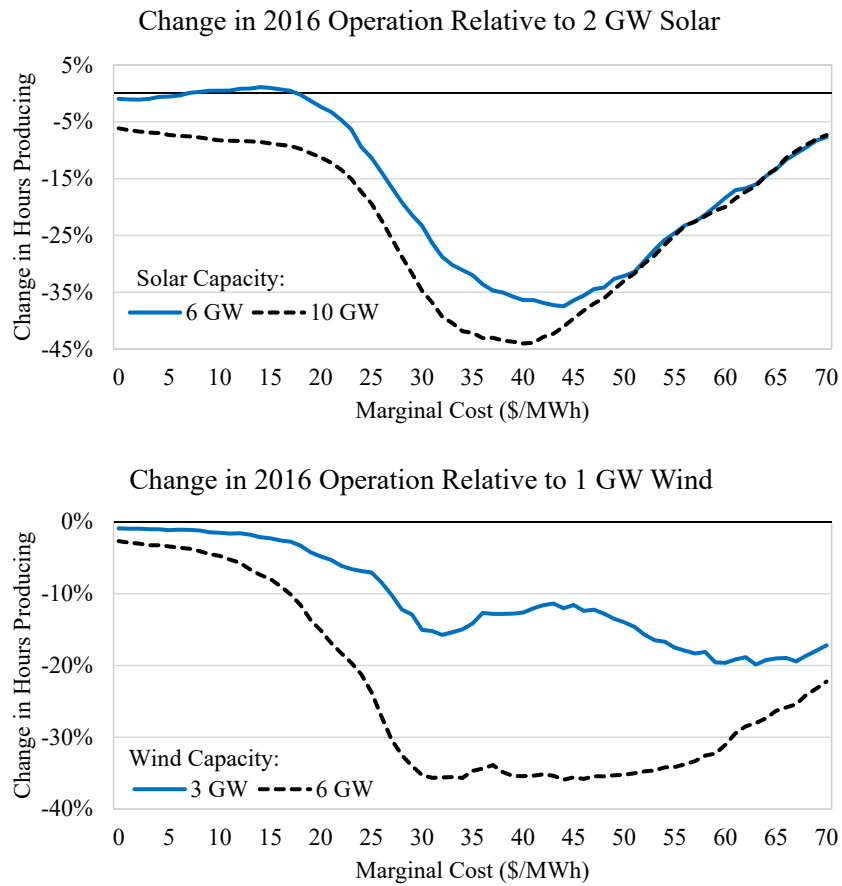 Change in 2016 Operation Relative to 2 GW Solar
Change in Hours Producing
5%
-5%
-15%
-25%
-35%
-45%
Solar Capacity:
6 GW 10 GW
0 5 10 15 20 25 30 35 40 45 50 55 60 65 70
Marginal Cost ($/MWh)
Change in 2016 Operation Relative to 1 GW Wind
Change in Hours Producing
0%
-10%
-20%
-30%
-40%
Wind Capacity:
3 GW 6 GW
0 5 10 15 20 25 30 35 40 45 50 55 60 65 70
Marginal Cost ($/MWh)